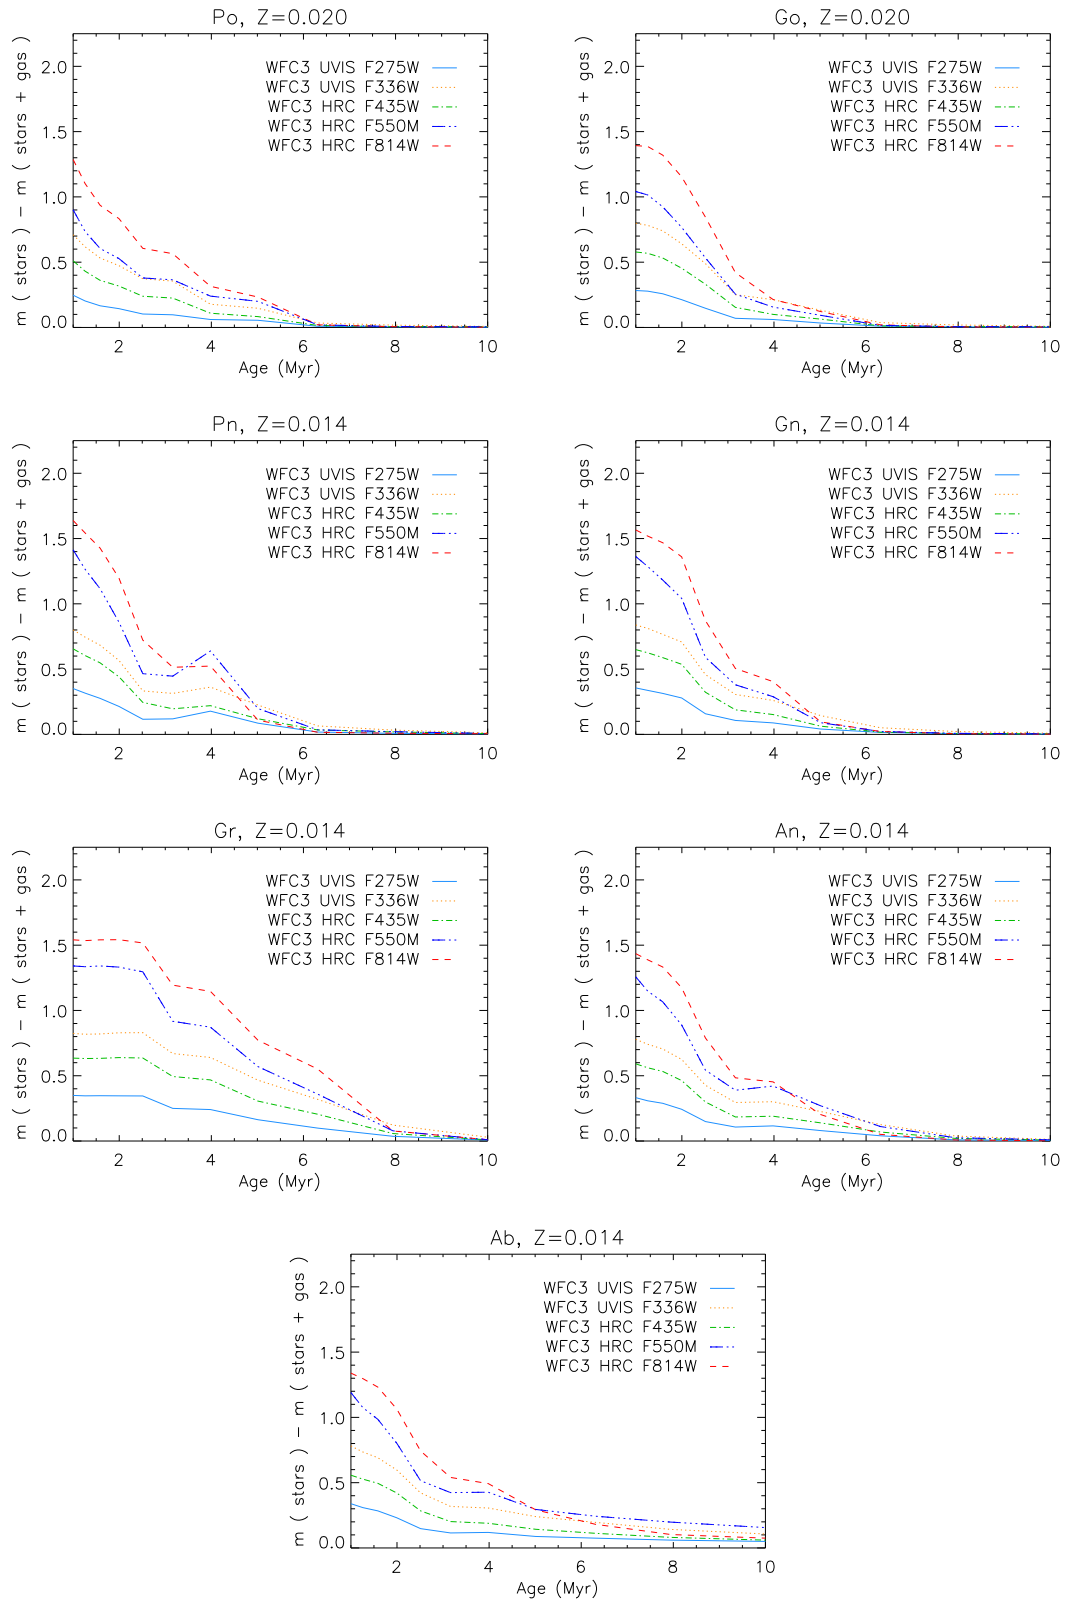 Po, Z=0.020
m ( stars ) − m ( stars + gas )
2.0
1.5
1.0
0.5
0.0
WFC3 UVIS F275W
WFC3 UVIS F336W
WFC3 HRC F435W
WFC3 HRC F550M
WFC3 HRC F814W
2 4 6 8 10
Age (Myr)
Go, Z=0.020
m ( stars ) − m ( stars + gas )
2.0
1.5
1.0
0.5
0.0
WFC3 UVIS F275W
WFC3 UVIS F336W
WFC3 HRC F435W
WFC3 HRC F550M
WFC3 HRC F814W
2 4 6 8 10
Age (Myr)
Pn, Z=0.014
m ( stars ) − m ( stars + gas )
2.0
1.5
1.0
0.5
0.0
WFC3 UVIS F275W
WFC3 UVIS F336W
WFC3 HRC F435W
WFC3 HRC F550M
WFC3 HRC F814W
2 4 6 8 10
Age (Myr)
Gn, Z=0.014
m ( stars ) − m ( stars + gas )
2.0
1.5
1.0
0.5
0.0
WFC3 UVIS F275W
WFC3 UVIS F336W
WFC3 HRC F435W
WFC3 HRC F550M
WFC3 HRC F814W
2 4 6 8 10
Age (Myr)
Gr, Z=0.014
m ( stars ) − m ( stars + gas )
2.0
1.5
1.0
0.5
0.0
WFC3 UVIS F275W
WFC3 UVIS F336W
WFC3 HRC F435W
WFC3 HRC F550M
WFC3 HRC F814W
2 4 6 8 10
Age (Myr)
An, Z=0.014
m ( stars ) − m ( stars + gas )
2.0
1.5
1.0
0.5
0.0
WFC3 UVIS F275W
WFC3 UVIS F336W
WFC3 HRC F435W
WFC3 HRC F550M
WFC3 HRC F814W
2 4 6 8 10
Age (Myr)
Ab, Z=0.014
m ( stars ) − m ( stars + gas )
2.0
1.5
1.0
0.5
0.0
WFC3 UVIS F275W
WFC3 UVIS F336W
WFC3 HRC F435W
WFC3 HRC F550M
WFC3 HRC F814W
2 4 6 8 10
Age (Myr)